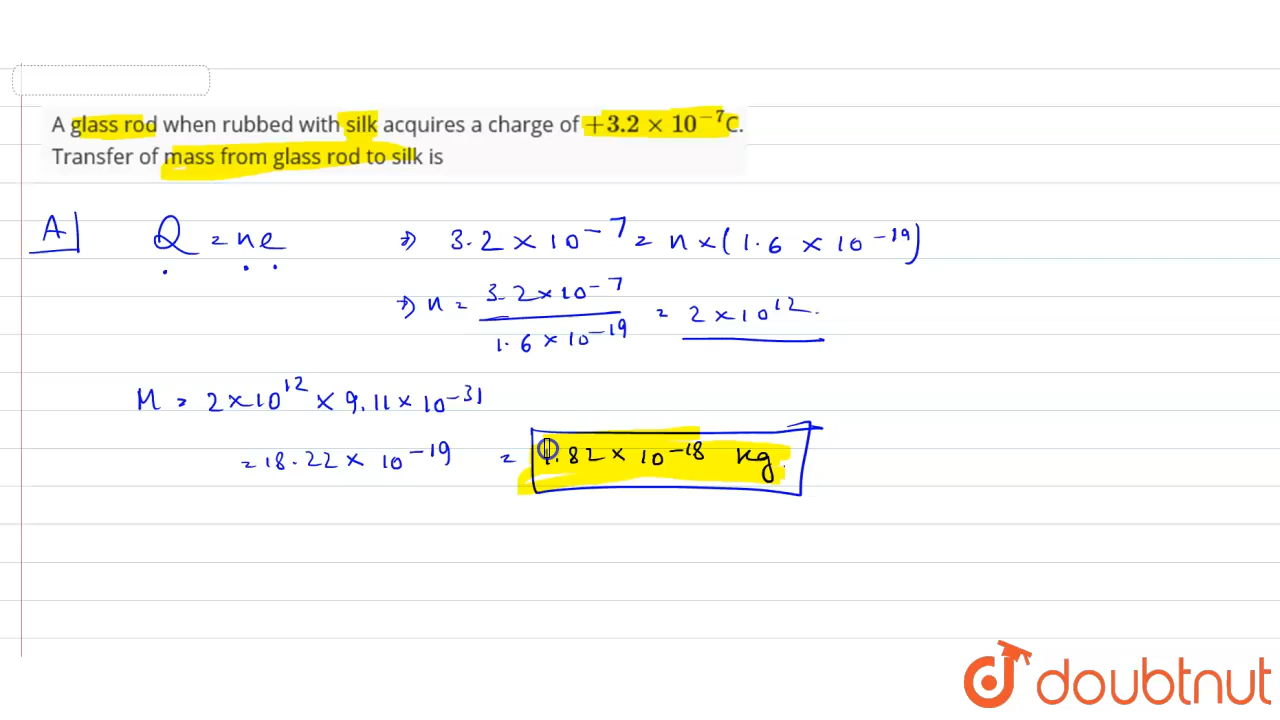 A glass rod when rubbed with silk acquires a charge of +3.2 × 10⁻⁷C.
Transfer of mass from glass rod to silk is
A] Q = ne ⇒ 3.2 × 10⁻⁷ = n × (1.6 × 10⁻¹⁹)
⇒ n = 3.2 × 10⁻⁷ / 1.6 × 10⁻¹⁹ = 2 × 10¹².
M = 2 × 10¹² × 9.11 × 10⁻³¹
= 18.22 × 10⁻¹⁹ = 1.82 × 10⁻¹⁸ kg.
doubtnut